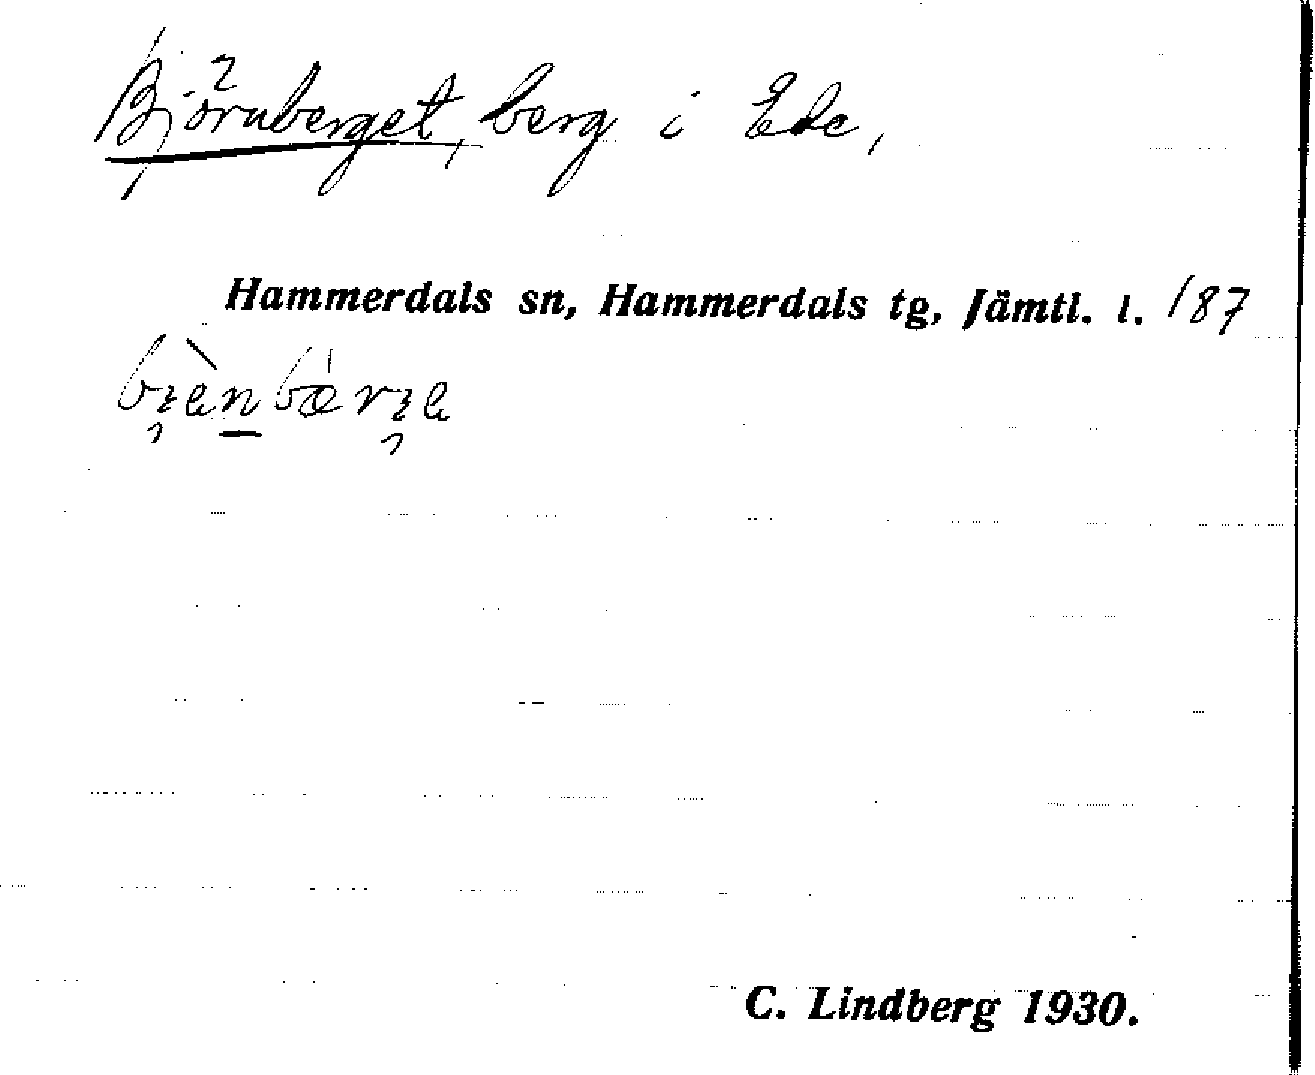 Björnberget, berg i Ede,
Hammerdals sn, Hammerdals tg, Jämtl. l. 187
C. Lindberg 1930.